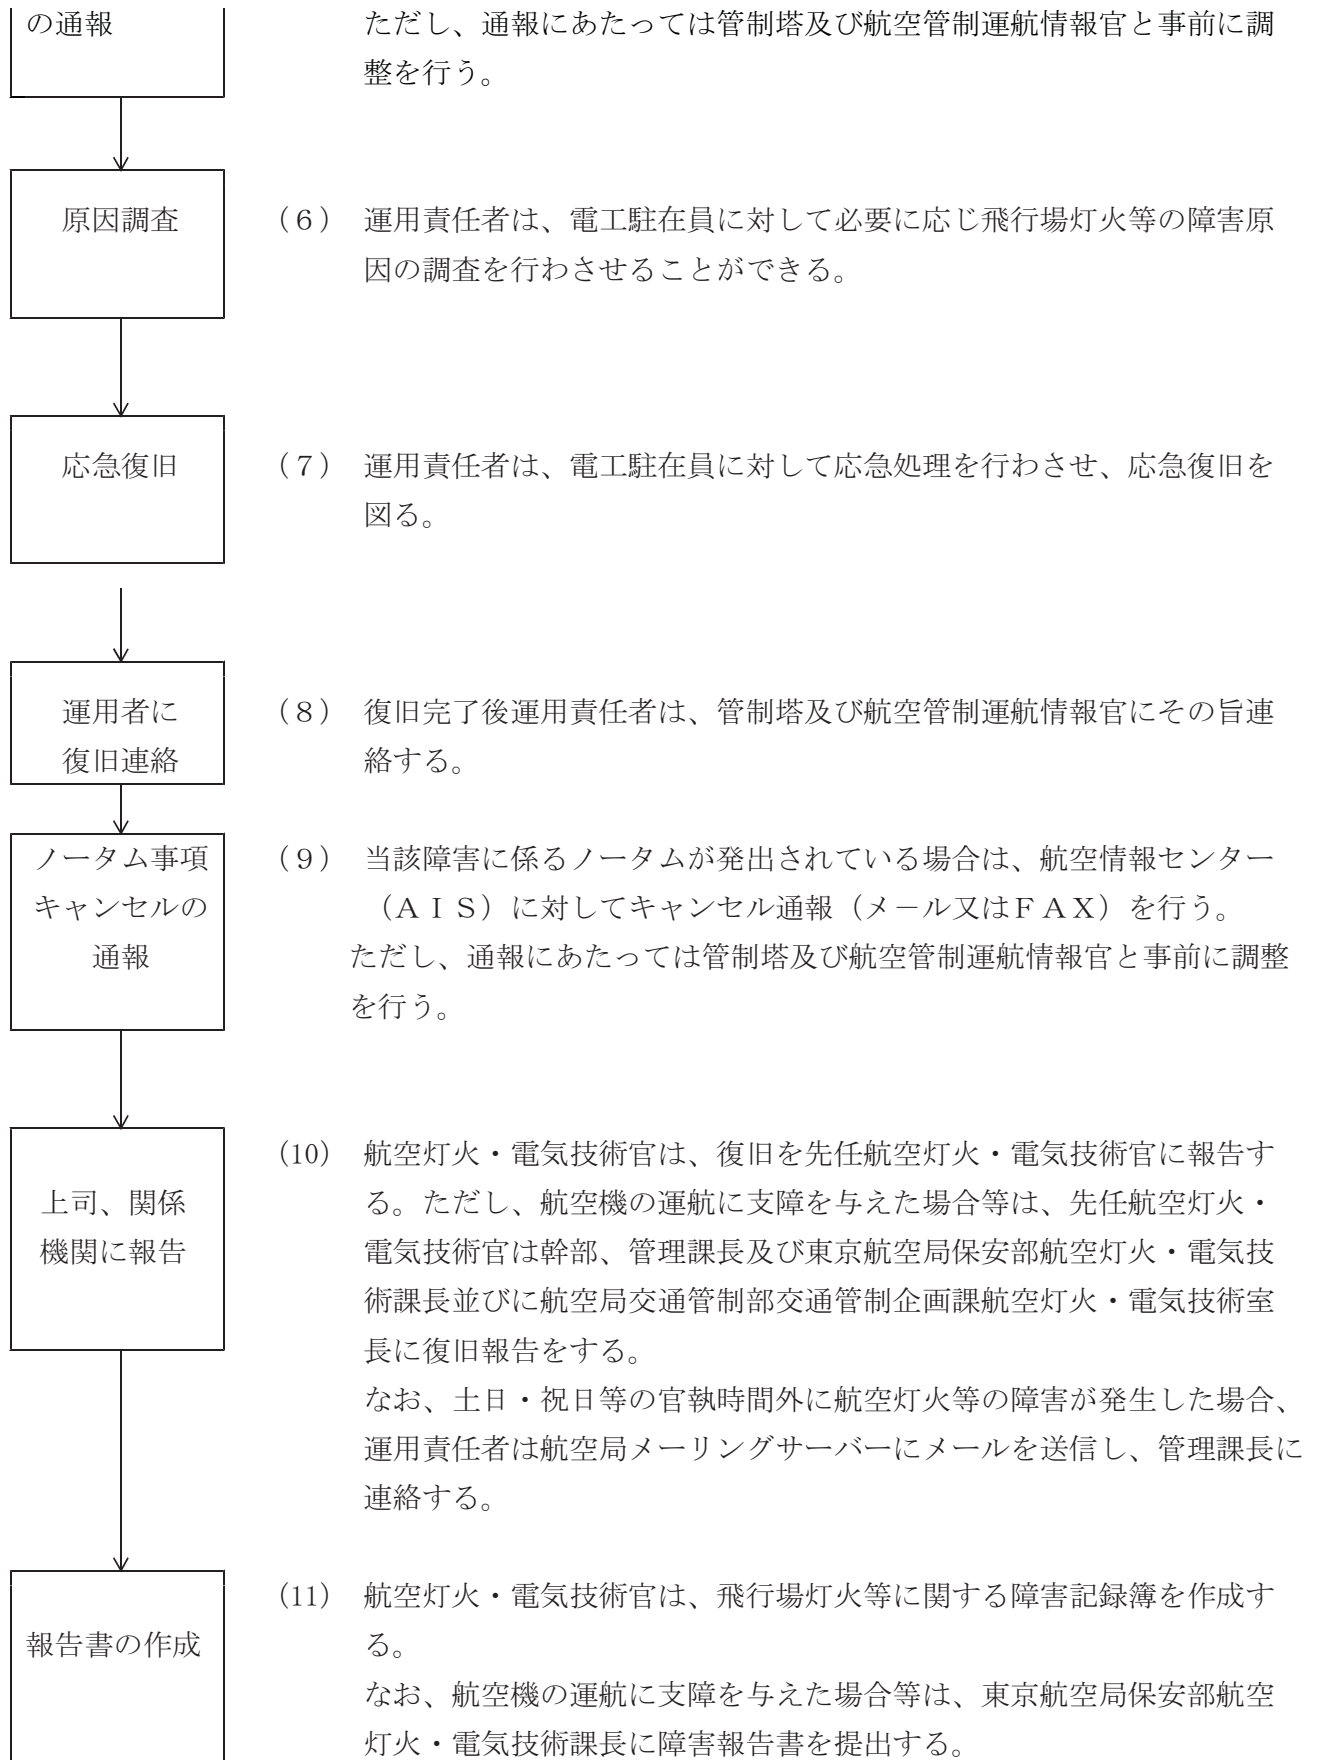 の通報
ただし、通報にあたっては管制塔及び航空管制運航情報官と事前に調
整を行う。
原因調査
（６） 運用責任者は、電工駐在員に対して必要に応じ飛行場灯火等の障害原
因の調査を行わさせることができる。
応急復旧
（７） 運用責任者は、電工駐在員に対して応急処理を行わさせ、応急復旧を
図る。
運用者に
復旧連絡
（８） 復旧完了後運用責任者は、管制塔及び航空管制運航情報官にその旨連
絡する。
ノータム事項
キャンセルの
通報
（９） 当該障害に係るノータムが発出されている場合は、航空情報センター
（ＡＩＳ）に対してキャンセル通報（メール又はＦＡＸ）を行う。
ただし、通報にあたっては管制塔及び航空管制運航情報官と事前に調整
を行う。
上司、関係
機関に報告
(10) 航空灯火・電気技術官は、復旧を先任航空灯火・電気技術官に報告す
る。ただし、航空機の運航に支障を与えた場合等は、先任航空灯火・
電気技術官は幹部、管理課長及び東京航空局保安部航空灯火・電気技
術課長並びに航空局交通管制部交通管制企画課航空灯火・電気技術室
長に復旧報告をする。
なお、土日・祝日等の官執時間外に航空灯火等の障害が発生した場合、
運用責任者は航空局メーリングサーバーにメールを送信し、管理課長に
連絡する。
報告書の作成
(11) 航空灯火・電気技術官は、飛行場灯火等に関する障害記録簿を作成す
る。
なお、航空機の運航に支障を与えた場合等は、東京航空局保安部航空
灯火・電気技術課長に障害報告書を提出する。